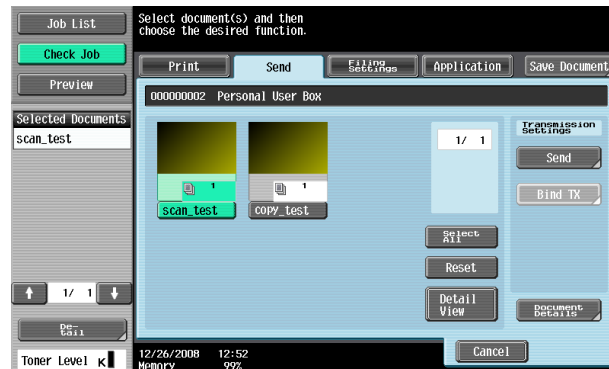 Job List
Check Job
Preview
Selected Documents
scan_test
1/ 1
De-
tail
Toner Level K
Select document(s) and then
choose the desired function.
Print
Send
Filing
Settings
Application
Save Document
000000002 Personal User Box
1
scan_test
1
copy_test
1/ 1
Select
All
Reset
Detail
View
Transmission
Settings
Send
Bind TX
Document
Details
Cancel
12/26/2008 12:52
Memory 99%